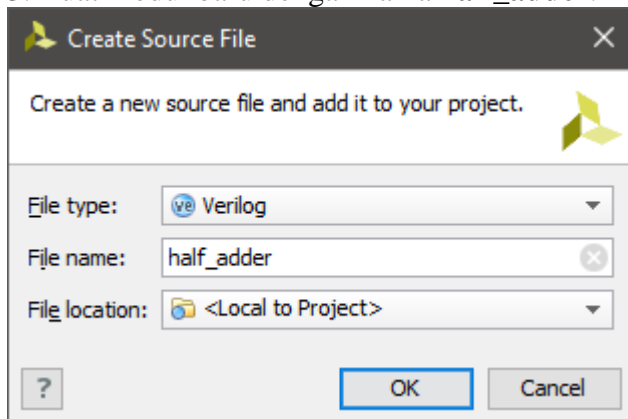 Create Source File
Create a new source file and add it to your project.
File type: Verilog
File name: half_adder
File location: <Local to Project>
? OK Cancel